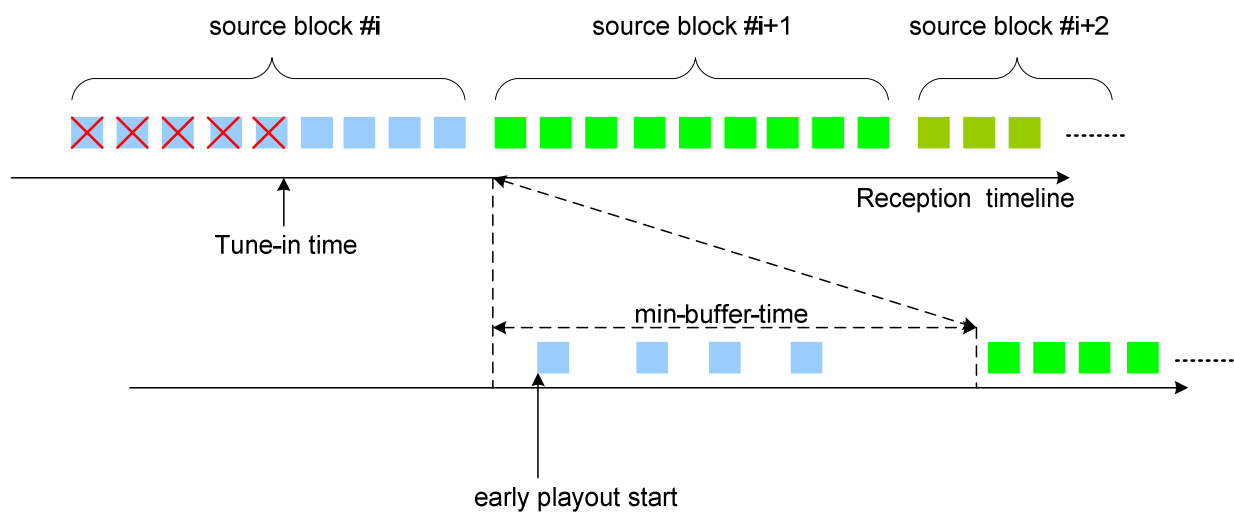 source block #i
source block #i+1
source block #i+2
Reception timeline
Tune-in time
min-buffer-time
early playout start